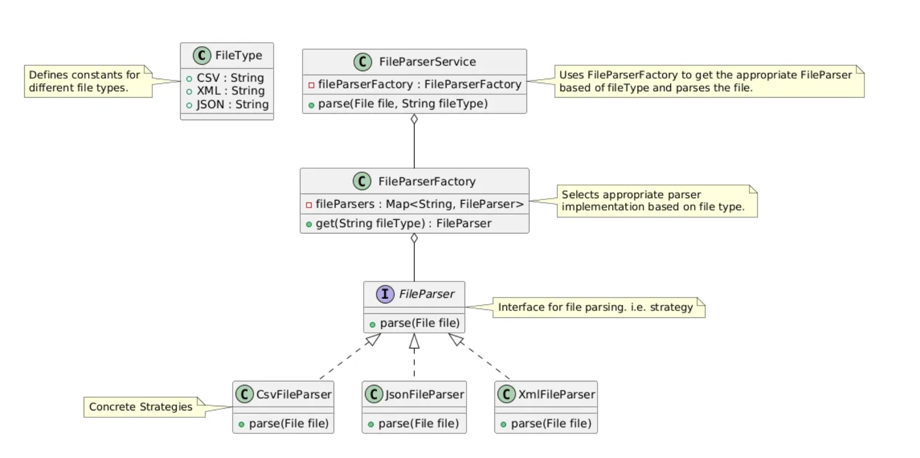 C FileType
CSV : String
XML : String
JSON : String
Defines constants for
different file types.
C FileParserService
fileParserFactory : FileParserFactory
parse(File file, String fileType)
Uses FileParserFactory to get the appropriate FileParser
based of fileType and parses the file.
C FileParserFactory
fileParsers : Map<String, FileParser>
get(String fileType) : FileParser
Selects appropriate parser
implementation based on file type.
I FileParser
parse(File file)
Interface for file parsing. i.e. strategy
Concrete Strategies
C CsvFileParser
parse(File file)
C JsonFileParser
parse(File file)
C XmlFileParser
parse(File file)